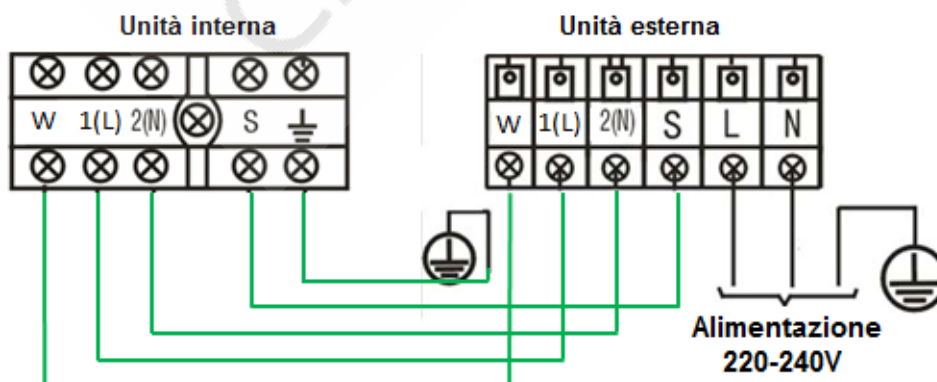 Unità interna
Unità esterna
W 1(L) 2(N) S
W 1(L) 2(N) S L N
Alimentazione
220-240V